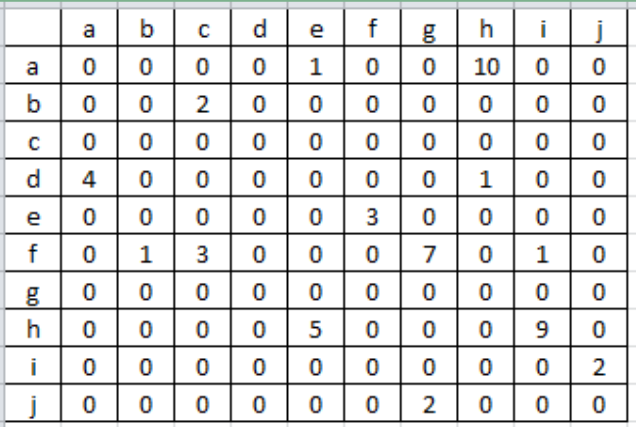 a b c d e f g h i j
a 0 0 0 0 1 0 0 10 0 0
b 0 0 2 0 0 0 0 0 0 0
c 0 0 0 0 0 0 0 0 0 0
d 4 0 0 0 0 0 0 1 0 0
e 0 0 0 0 0 3 0 0 0 0
f 0 1 3 0 0 0 7 0 1 0
g 0 0 0 0 0 0 0 0 0 0
h 0 0 0 0 5 0 0 0 9 0
i 0 0 0 0 0 0 0 0 0 2
j 0 0 0 0 0 0 2 0 0 0